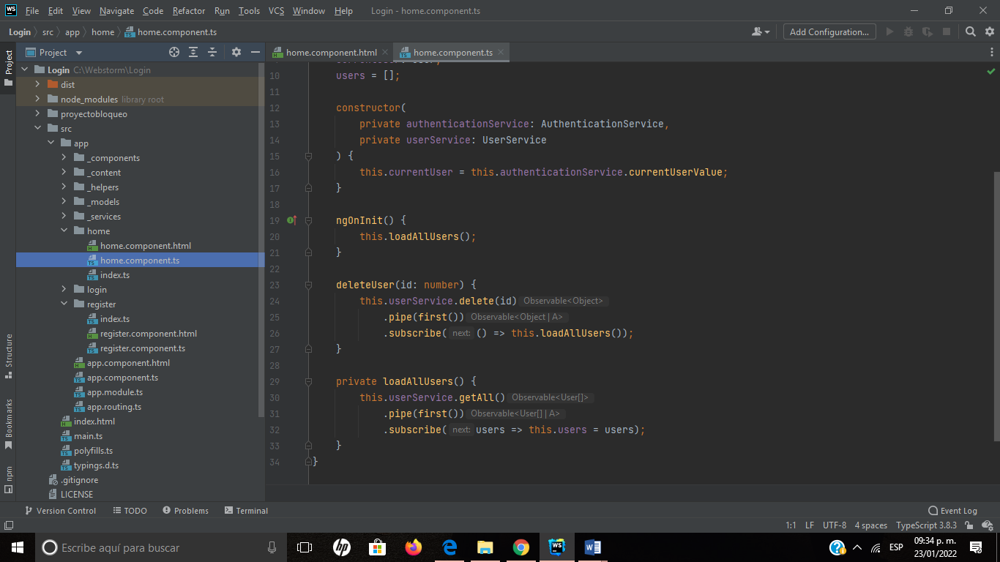 File Edit View Navigate Code Refactor Run Tools VCS Window Help Login - home.component.ts
Login src app home home.component.ts Add Configuration...
Project
home.component.html home.component.ts
Project
Login C:\Webstorm\Login
dist
node_modules library root
proyectobloqueo
src
app
_components
_content
_helpers
_models
_services
home
home.component.html
home.component.ts
index.ts
login
register
index.ts
register.component.html
register.component.ts
app.component.html
app.component.ts
app.module.ts
app.routing.ts
index.html
main.ts
polyfills.ts
typings.d.ts
.gitignore
LICENSE
Structure
Bookmarks
npm
10 users = [];
11
12 constructor(
13 private authenticationService: AuthenticationService,
14 private userService: UserService
15 ) {
16 this.currentUser = this.authenticationService.currentUserValue;
17 }
18
19 ngOnInit() {
20 this.loadAllUsers();
21 }
22
23 deleteUser(id: number) {
24 this.userService.delete(id) Observable<Object>
25 .pipe(first()) Observable<Object | A>
26 .subscribe( next: () => this.loadAllUsers());
27 }
28
29 private loadAllUsers() {
30 this.userService.getAll() Observable<User[]>
31 .pipe(first()) Observable<User[] | A>
32 .subscribe( next: users => this.users = users);
33 }
34 }
Version Control TODO Problems Terminal Event Log
1:1 LF UTF-8 4 spaces TypeScript 3.8.3
Escribe aquí para buscar
ESP
09:34 p. m.
23/01/2022